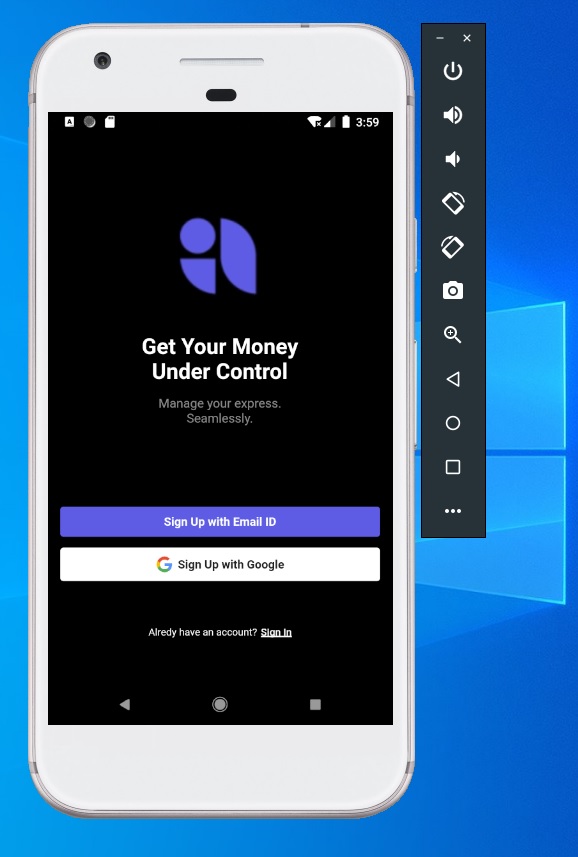 A
3:59
Get Your Money
Under Control
Manage your express.
Seamlessly.
Sign Up with Email ID
G Sign Up with Google
Alredy have an account? Sign In